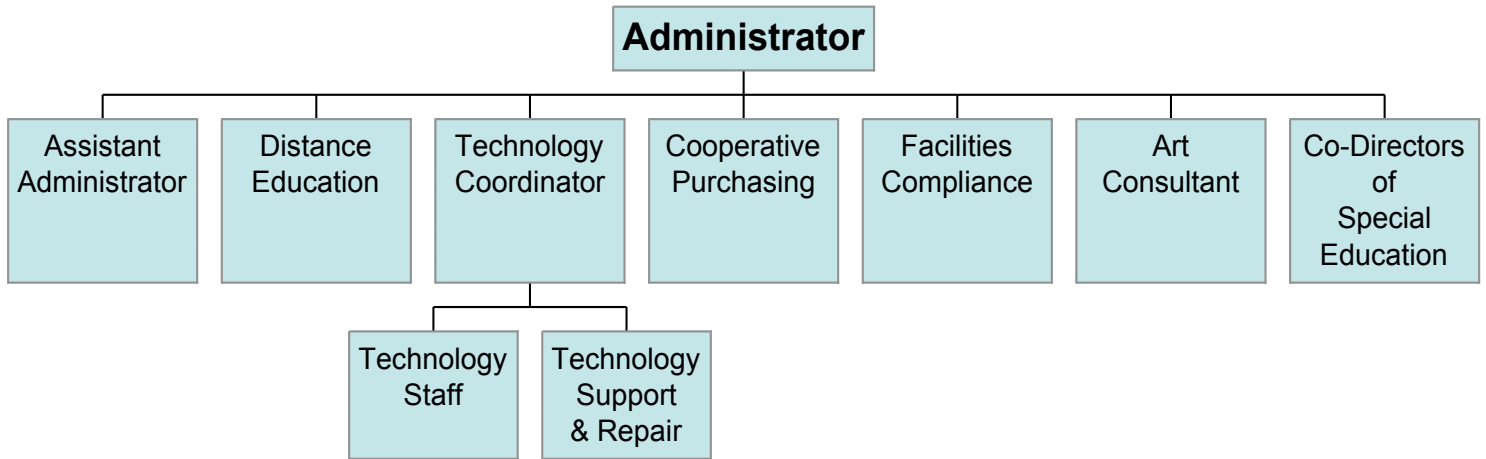 Administrator
Assistant
Administrator
Distance
Education
Technology
Coordinator
Cooperative
Purchasing
Facilities
Compliance
Art
Consultant
Co-Directors
of
Special
Education
Technology
Staff
Technology
Support
& Repair